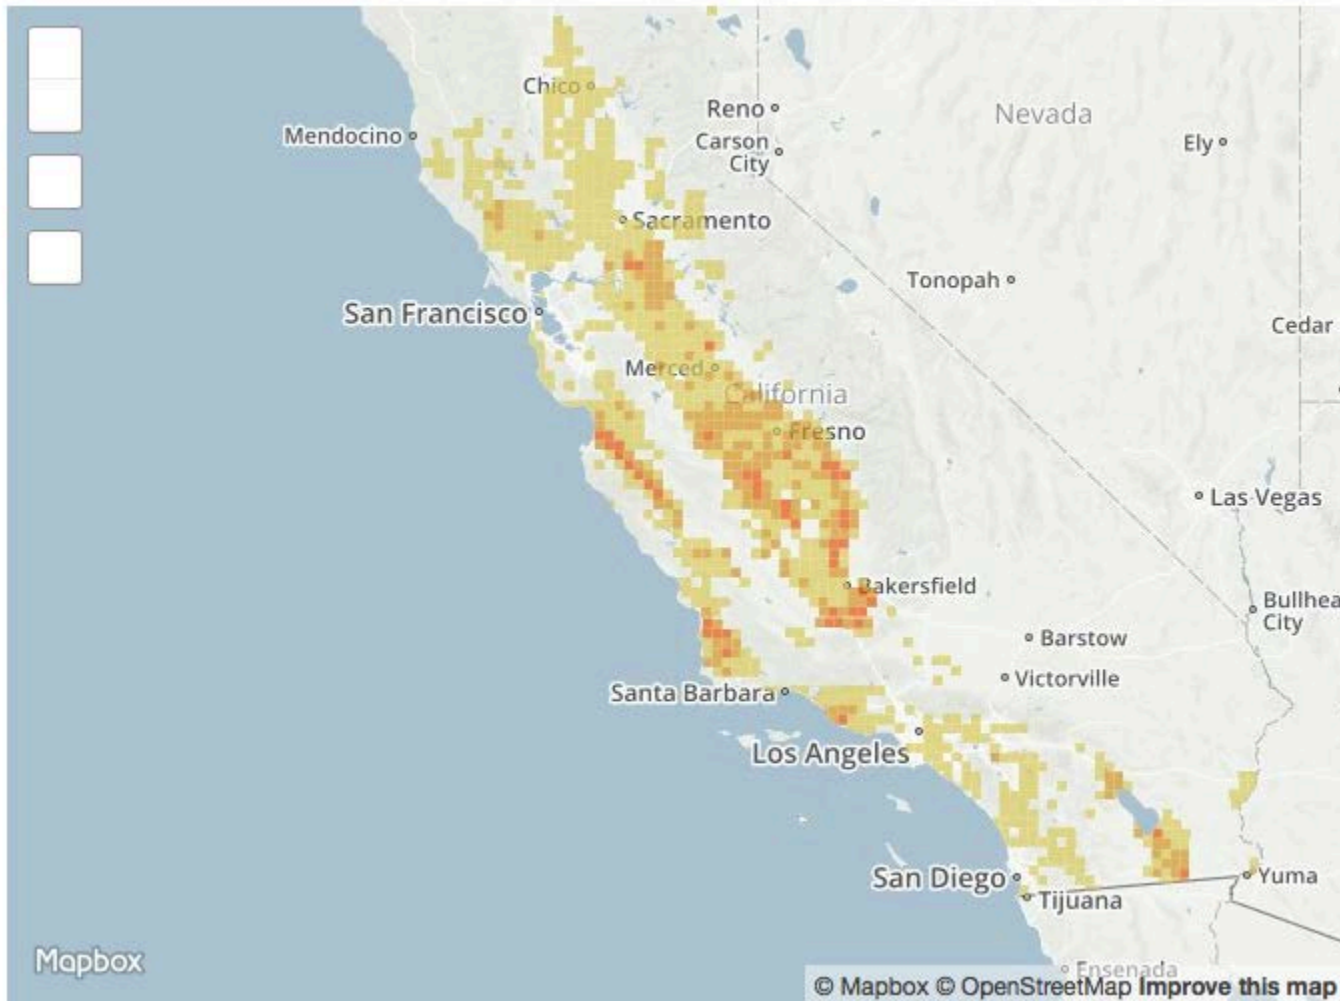 Chico
Reno
Nevada
Mendocino
Carson
City
Ely
Sacramento
Tonopah
San Francisco
Cedar
Merced
California
Fresno
Las Vegas
Bakersfield
Bullhea
City
Barstow
Victorville
Santa Barbara
Los Angeles
San Diego
Yuma
Tijuana
Mapbox
Ensenada
© Mapbox © OpenStreetMap Improve this map